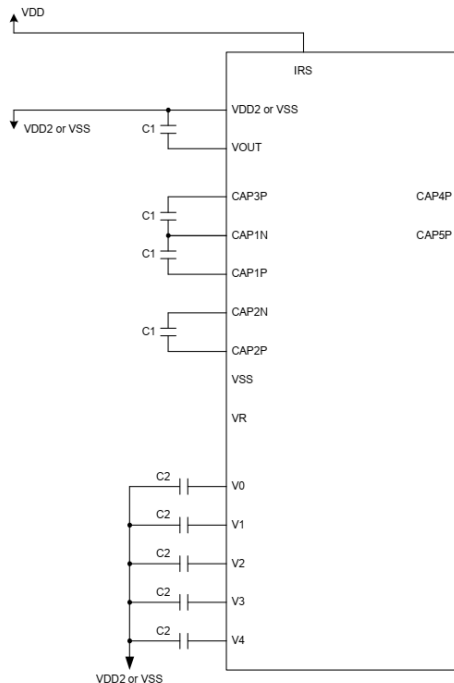 VDD
IRS
VDD2 or VSS
VDD2 or VSS
C1
VOUT
CAP3P
CAP4P
C1
CAP1N
CAP5P
C1
CAP1P
CAP2N
C1
CAP2P
VSS
VR
C2
V0
C2
V1
C2
V2
C2
V3
C2
V4
VDD2 or VSS